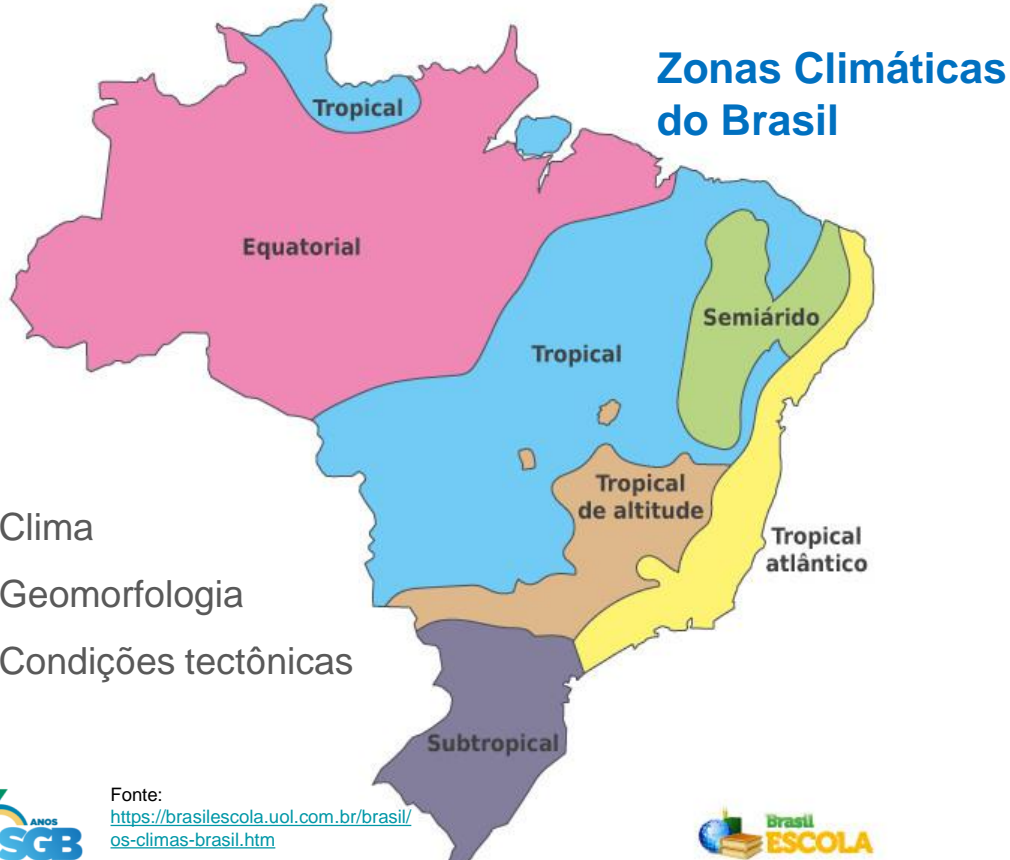 Zonas Climáticas
do Brasil
Tropical
Equatorial
Semiárido
Tropical
Tropical
de altitude
Tropical
atlântico
Clima
Geomorfologia
Condições tectônicas
Subtropical
Fonte:
https://brasilescola.uol.com.br/brasil/
os-climas-brasil.htm
ANOS
SGB
Brasil
ESCOLA